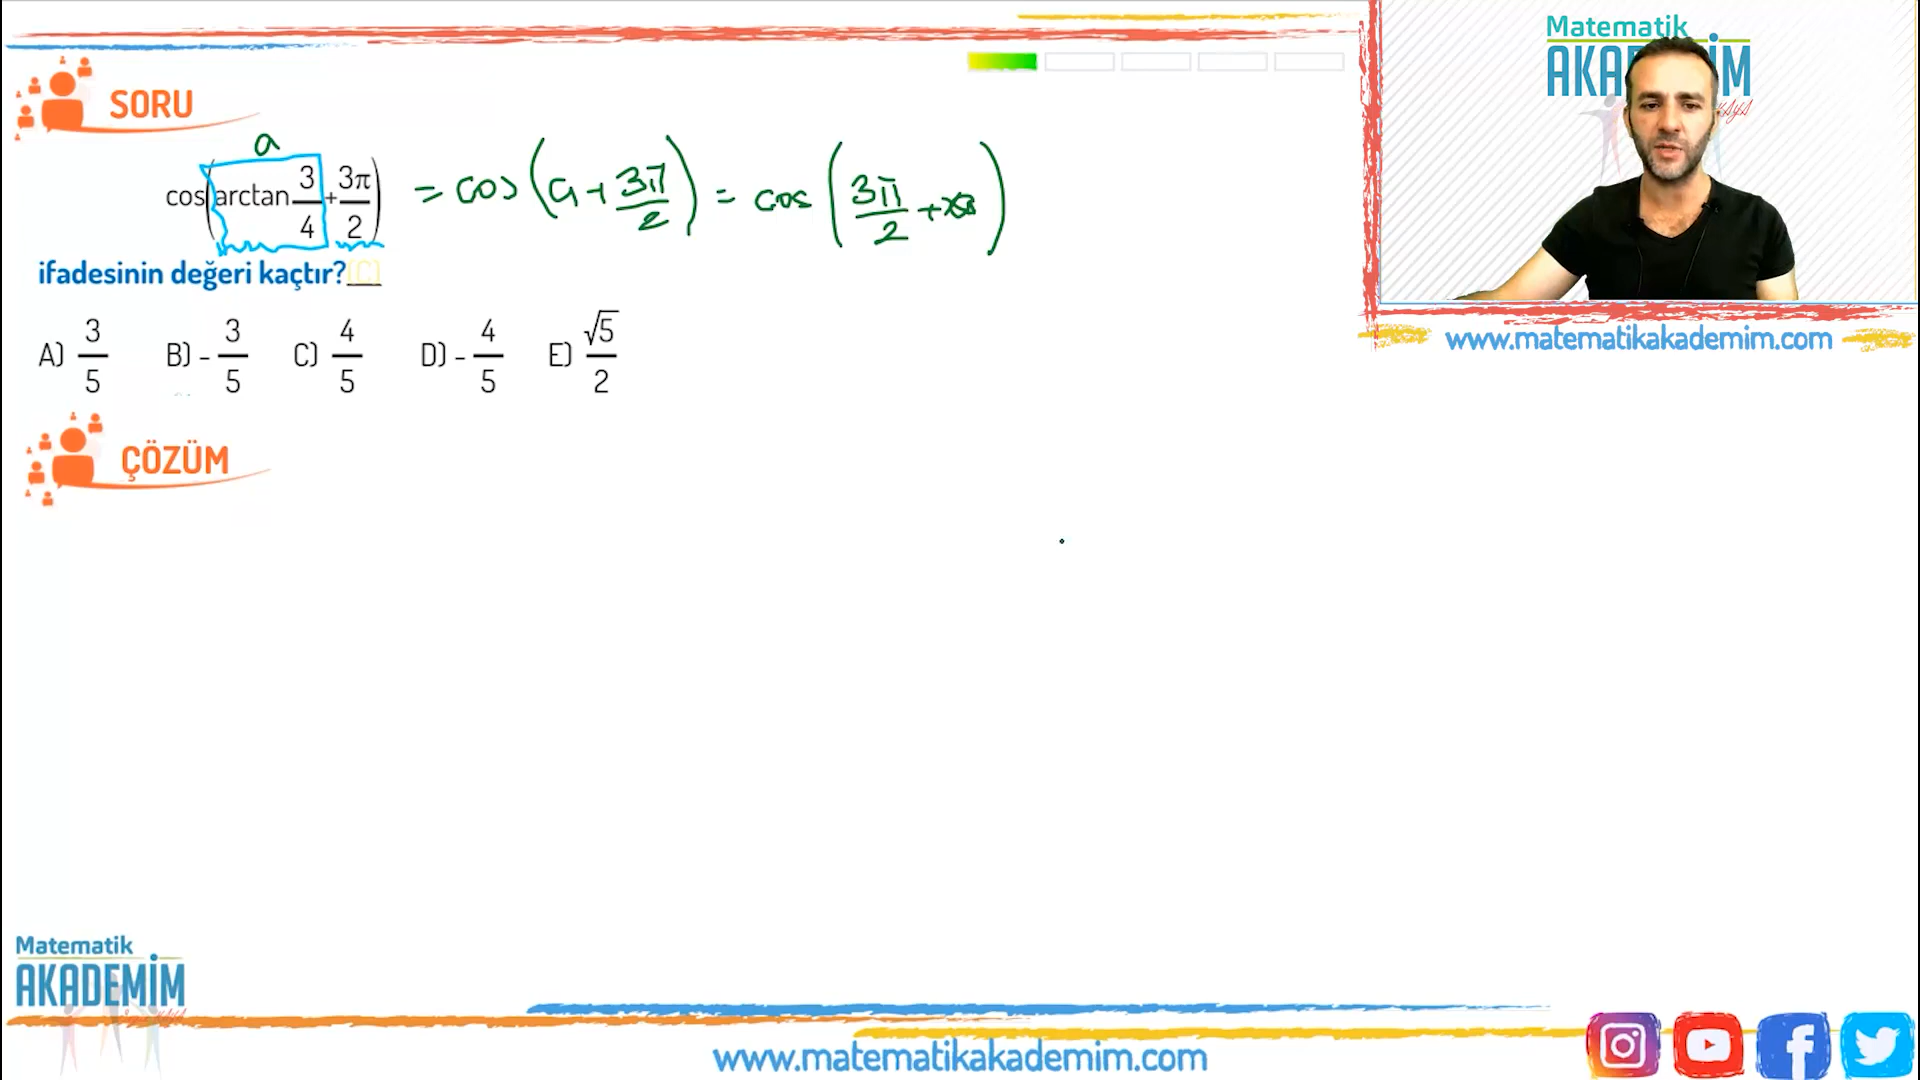 Matematik
AKADEMİM
SORU
a
cos(arctan 3/4 + 3π/2) = cos(a + 3π/2) = cos(3π/2 +
ifadesinin değeri kaçtır? (C)
A) 3/5 B) - 3/5 C) 4/5 D) - 4/5 E) √5/2
www.matematikakademim.com
ÇÖZÜM
Matematik
AKADEMİM
www.matematikakademim.com